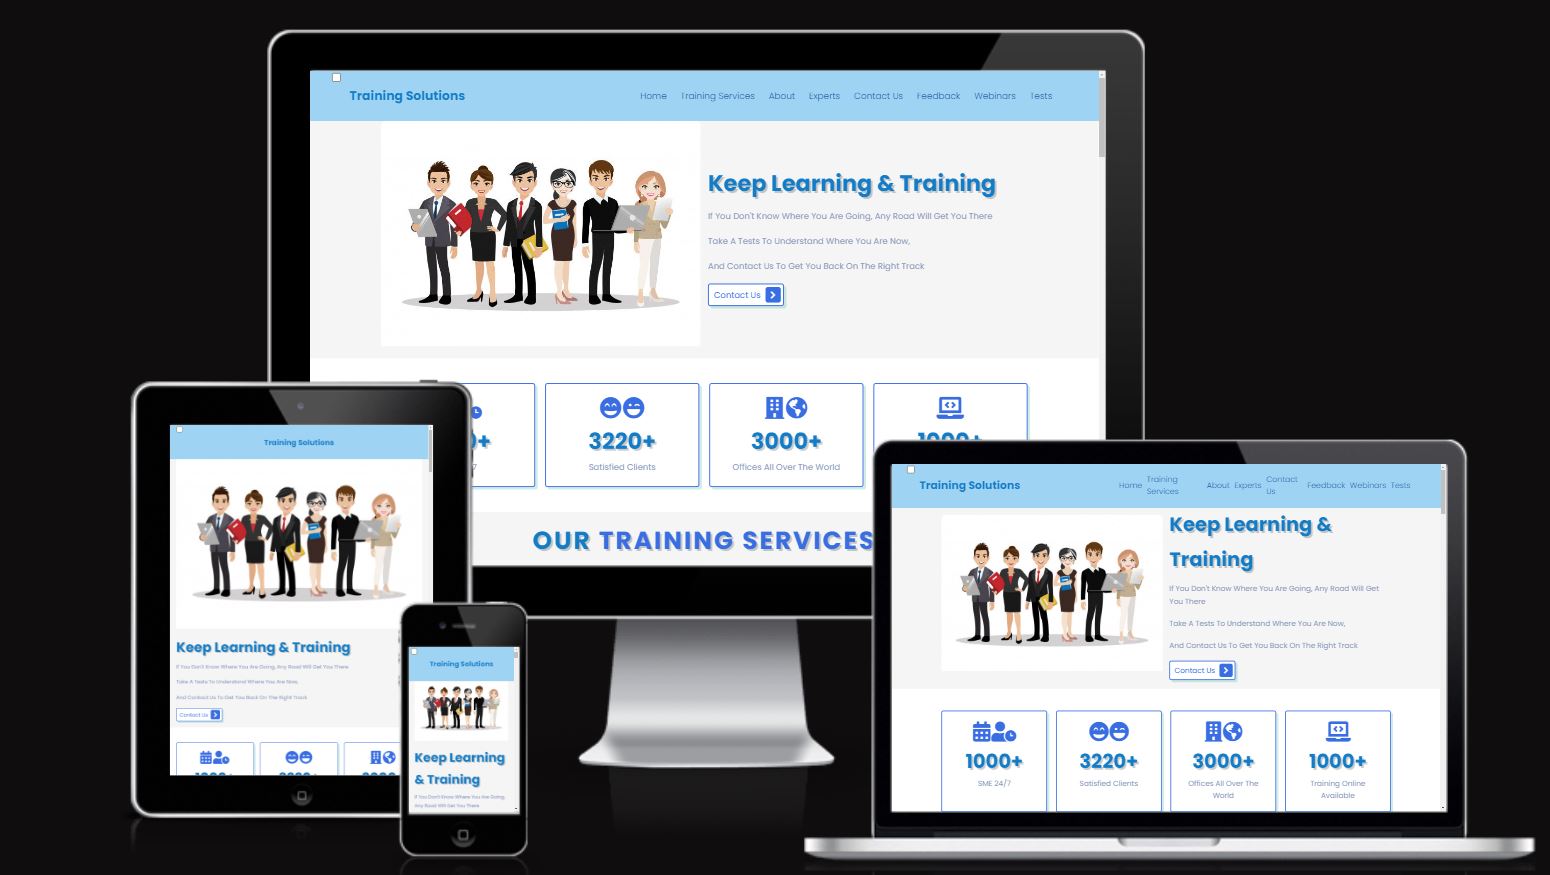 Training Solutions
Home Training Services About Experts Contact Us Feedback Webinars Tests
Keep Learning & Training
If You Don't Know Where You Are Going, Any Road Will Get You There
Take A Tests To Understand Where You Are Now,
And Contact Us To Get You Back On The Right Track
Contact Us
3220+
3000+
1000+
Satisfied Clients
Offices All Over The World
OUR TRAINING SERVICES
Training Solutions
Keep Learning & Training
If You Don't Know Where You Are Going, Any Road Will Get You There
Take A Tests To Understand Where You Are Now,
And Contact Us To Get You Back On The Right Track
Contact Us
Training Solutions
Keep Learning
& Training
If You Don't Know Where You Are Going,
Any Road Will Get You There
Training Solutions
Home Training Services About Experts Contact Us Feedback Webinars Tests
Keep Learning &
Training
If You Don't Know Where You Are Going, Any Road Will Get
You There
Take A Tests To Understand Where You Are Now,
And Contact Us To Get You Back On The Right Track
Contact Us
1000+
SME 24/7
3220+
Satisfied Clients
3000+
Offices All Over The
World
1000+
Training Online
Available